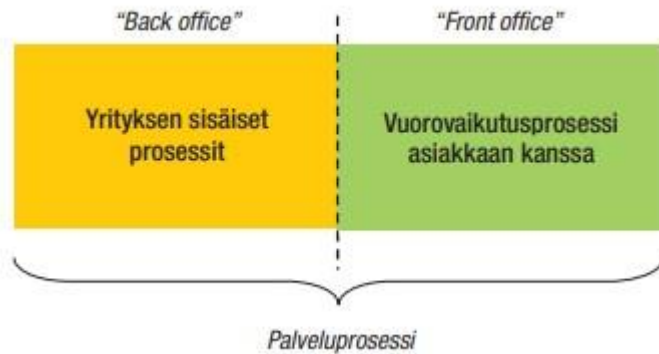 “Back office”
“Front office”
Yrityksen sisäiset
prosessit
Vuorovaikutusprosessi
asiakkaan kanssa
Palveluprosessi